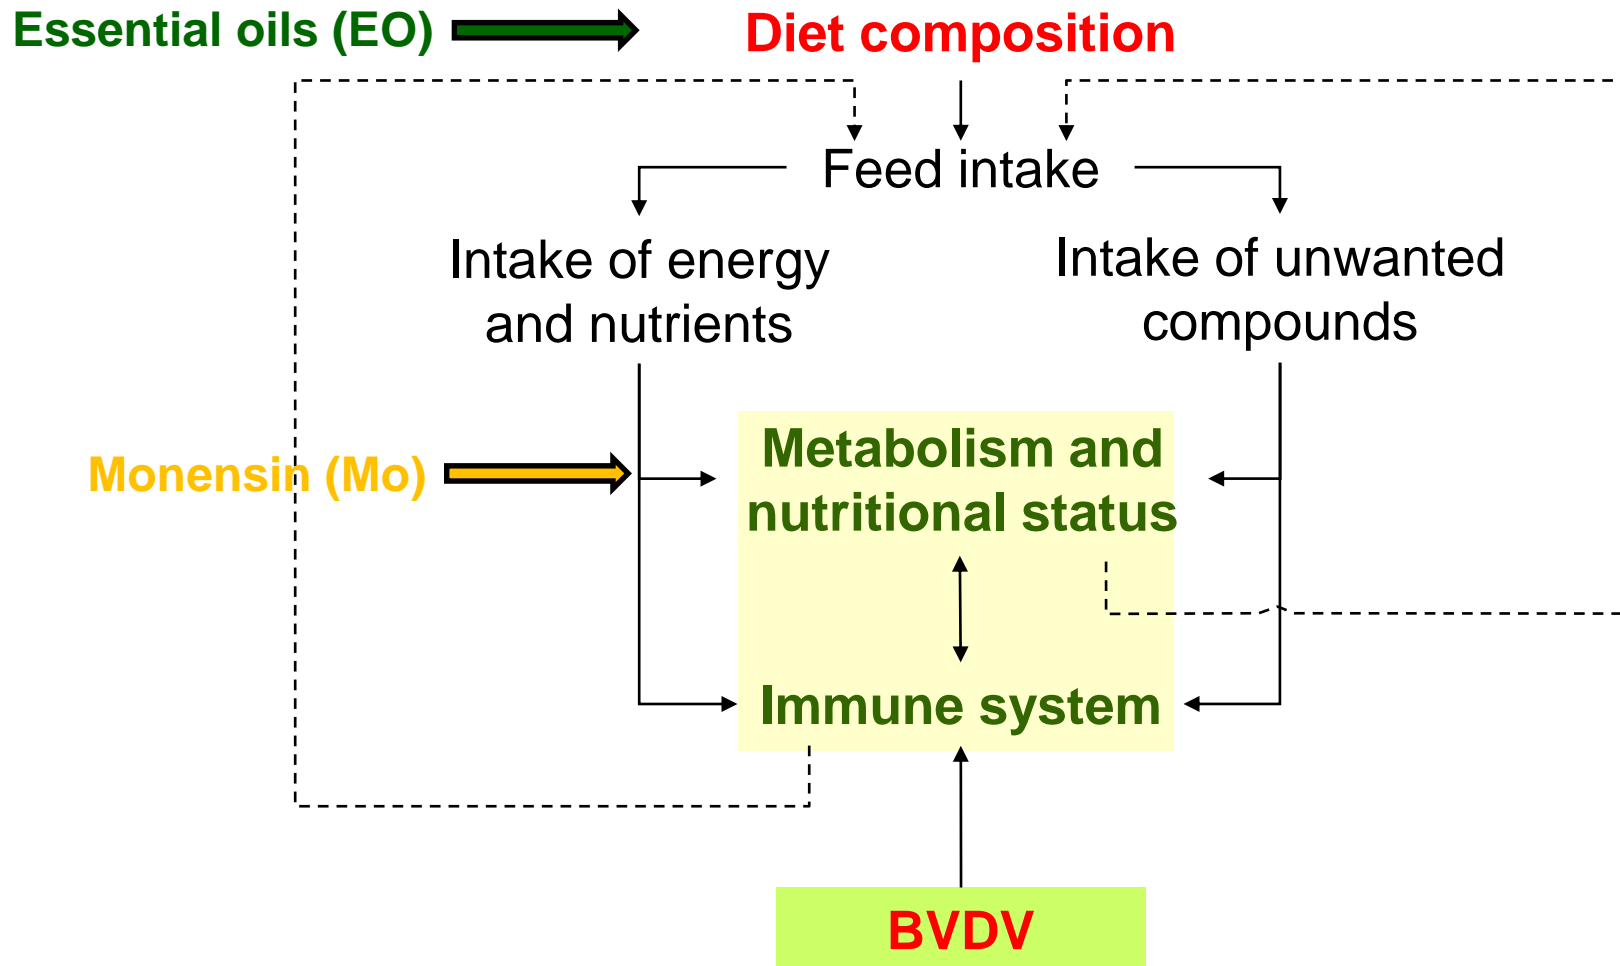 Essential oils (EO)
Diet composition
Feed intake
Intake of energy
and nutrients
Intake of unwanted
compounds
Monensin (Mo)
Metabolism and
nutritional status
Immune system
BVDV